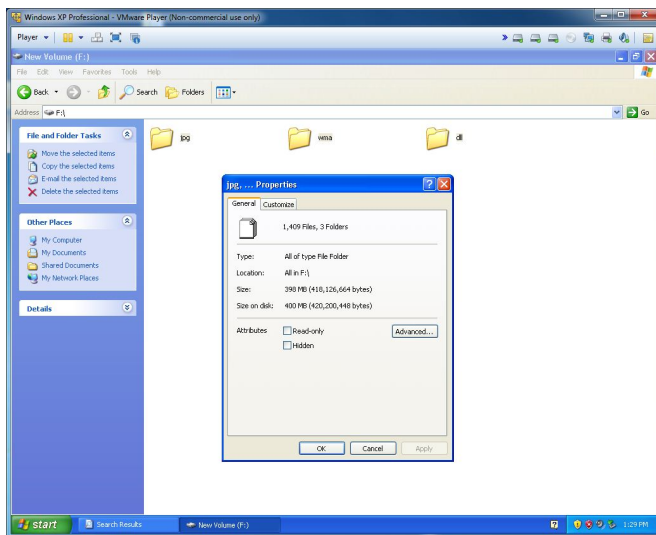 Windows XP Professional - VMware Player (Non-commercial use only)
Player
New Volume (F:)
File Edit View Favorites Tools Help
Back Search Folders
Address F:\ Go
File and Folder Tasks
Move the selected items
Copy the selected items
E-mail the selected items
Delete the selected items
Other Places
My Computer
My Documents
Shared Documents
My Network Places
Details
jpg
wma
dll
jpg, ... Properties
General Customize
1,409 Files, 3 Folders
Type: All of type File Folder
Location: All in F:\
Size: 398 MB (418,126,664 bytes)
Size on disk: 400 MB (420,200,448 bytes)
Attributes Read-only Advanced...
Hidden
OK Cancel Apply
start Search Results New Volume (F:) 1:29 PM